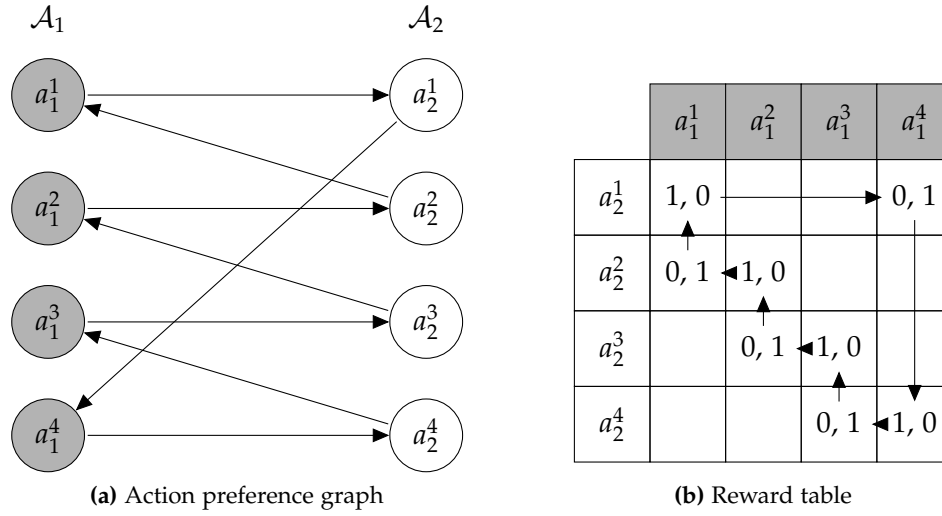 𝒜₁ 𝒜₂
a₁¹ a₂¹
a₁² a₂²
a₁³ a₂³
a₁⁴ a₂⁴
(a) Action preference graph
a₁¹ a₁² a₁³ a₁⁴
a₂¹ 1, 0 0, 1
a₂² 0, 1 1, 0
a₂³ 0, 1 1, 0
a₂⁴ 0, 1 1, 0
(b) Reward table